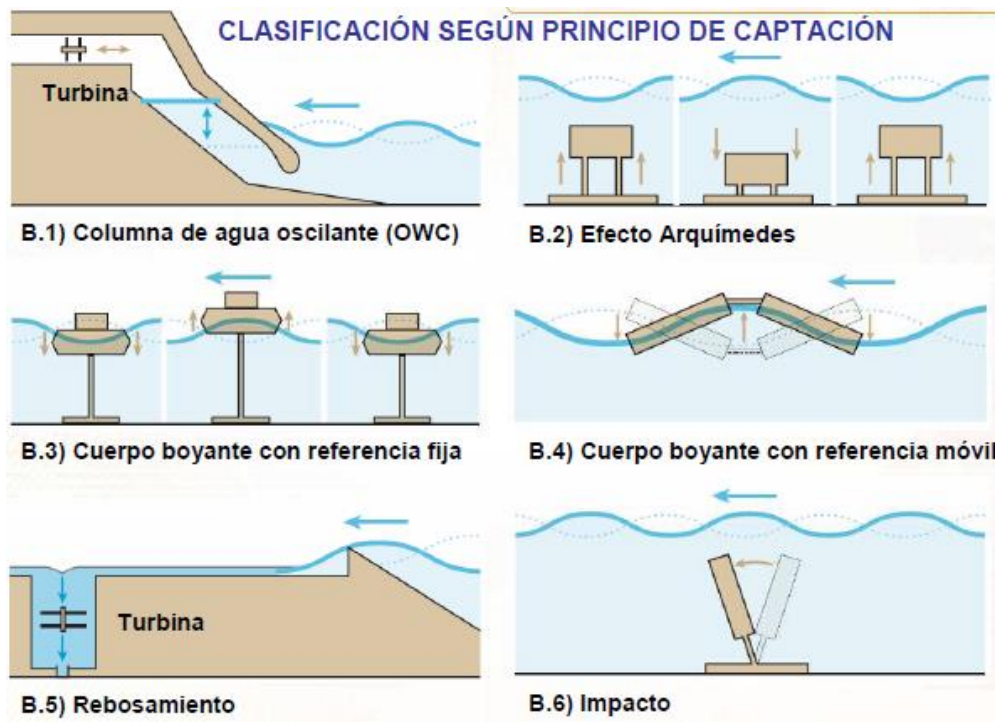 CLASIFICACIÓN SEGÚN PRINCIPIO DE CAPTACIÓN
Turbina
B.1) Columna de agua oscilante (OWC)
B.2) Efecto Arquímedes
B.3) Cuerpo boyante con referencia fija
B.4) Cuerpo boyante con referencia móvil
Turbina
B.5) Rebosamiento
B.6) Impacto